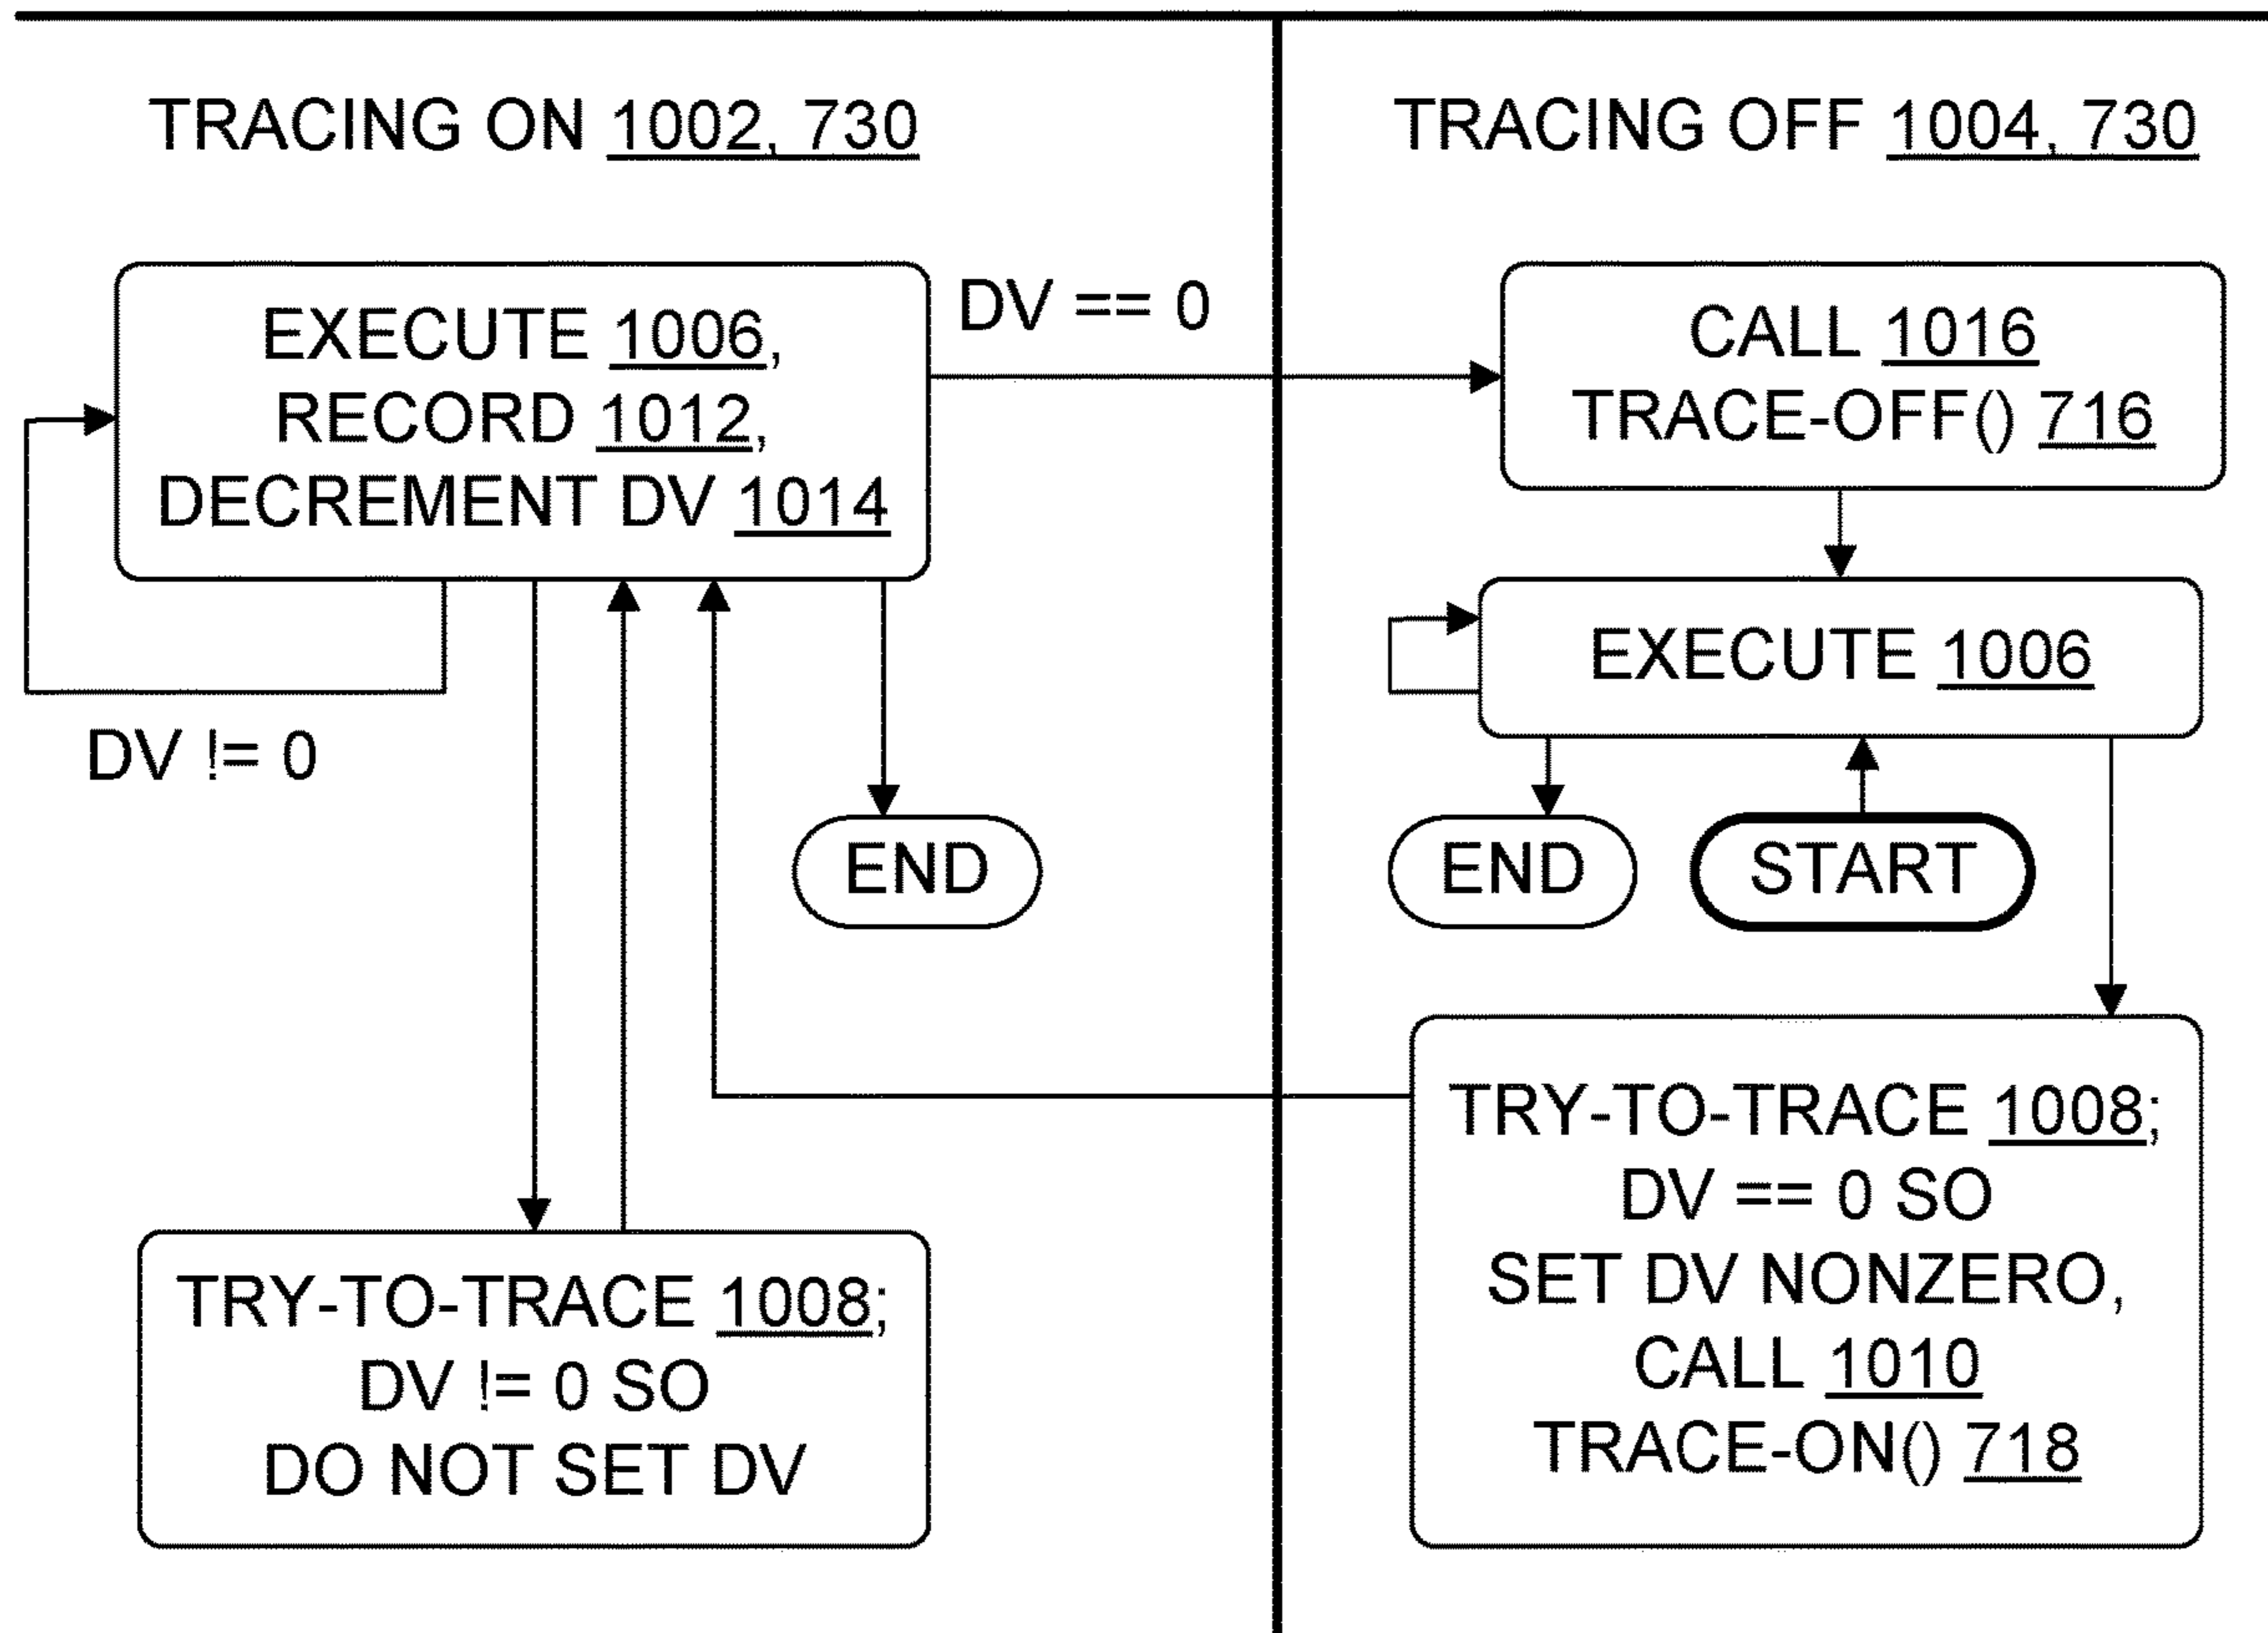 TRACING ON 1002, 730
EXECUTE 1006,
RECORD 1012,
DECREMENT DV 1014
DV == 0
DV != 0
END
TRY-TO-TRACE 1008;
DV != 0 SO
DO NOT SET DV
TRACING OFF 1004, 730
CALL 1016
TRACE-OFF() 716
EXECUTE 1006
END
START
TRY-TO-TRACE 1008;
DV == 0 SO
SET DV NONZERO,
CALL 1010
TRACE-ON() 718